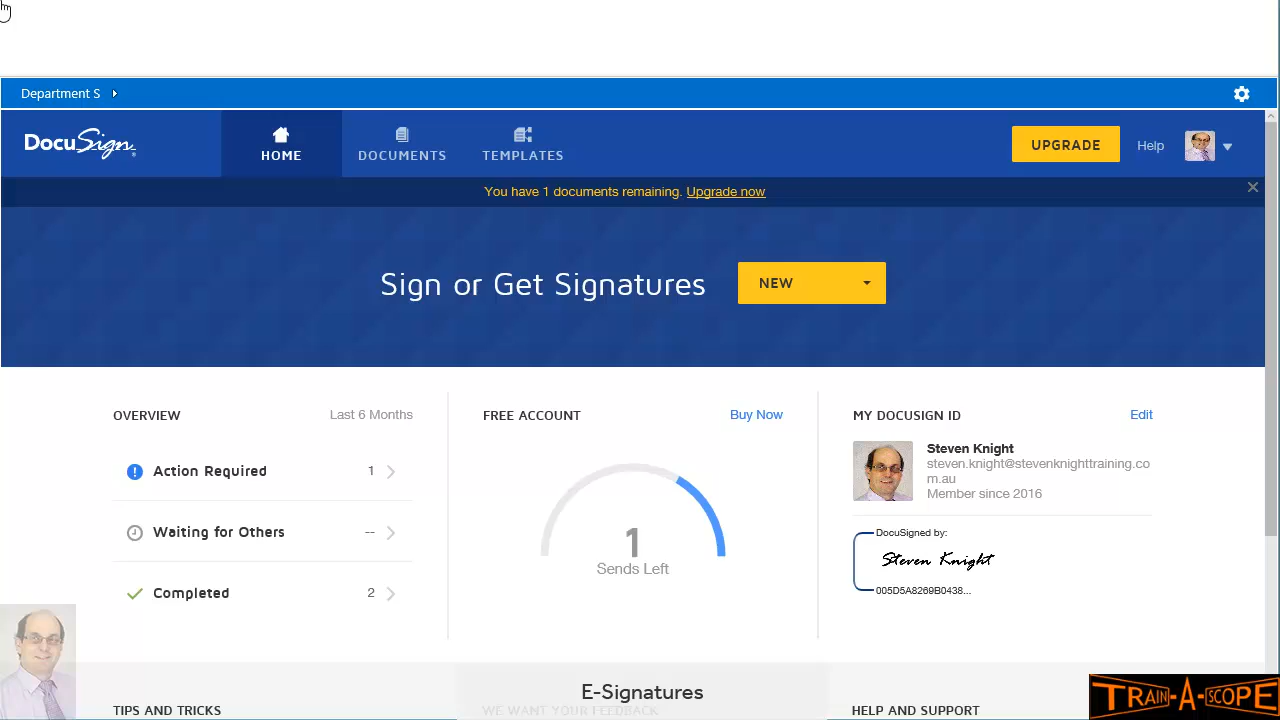 Department S
DocuSign
HOME
DOCUMENTS
TEMPLATES
UPGRADE
Help
You have 1 documents remaining. Upgrade now
Sign or Get Signatures
NEW
OVERVIEW
Last 6 Months
Action Required
1
Waiting for Others
--
Completed
2
FREE ACCOUNT
Buy Now
1
Sends Left
MY DOCUSIGN ID
Edit
Steven Knight
steven.knight@stevenknighttraining.co
m.au
Member since 2016
DocuSigned by:
Steven Knight
005D5A8269B0438...
E-Signatures
TIPS AND TRICKS
WE WANT YOUR FEEDBACK
HELP AND SUPPORT
TRAIN-A-SCOPE